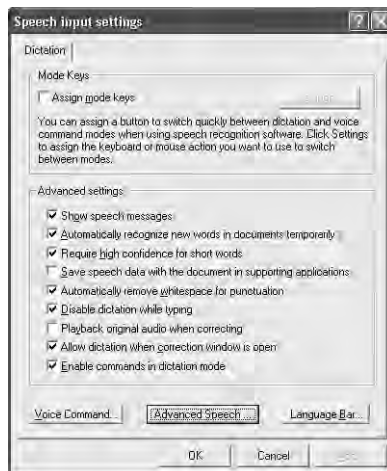 Speech input settings
Dictation
Mode Keys
Assign mode keys
You can assign a button to switch quickly between dictation and voice
command modes when using speech recognition software. Click Settings
to assign the keyboard or mouse action you want to use to switch
between modes.
Advanced settings
Show speech messages
Automatically recognize new words in documents temporarily
Require high confidence for short words
Save speech data with the document in supporting applications
Automatically remove whitespace for punctuation
Disable dictation while typing
Playback original audio when correcting
Allow dictation when correction window is open
Enable commands in dictation mode
Voice Command... Advanced Speech ... Language Bar...
OK Cancel